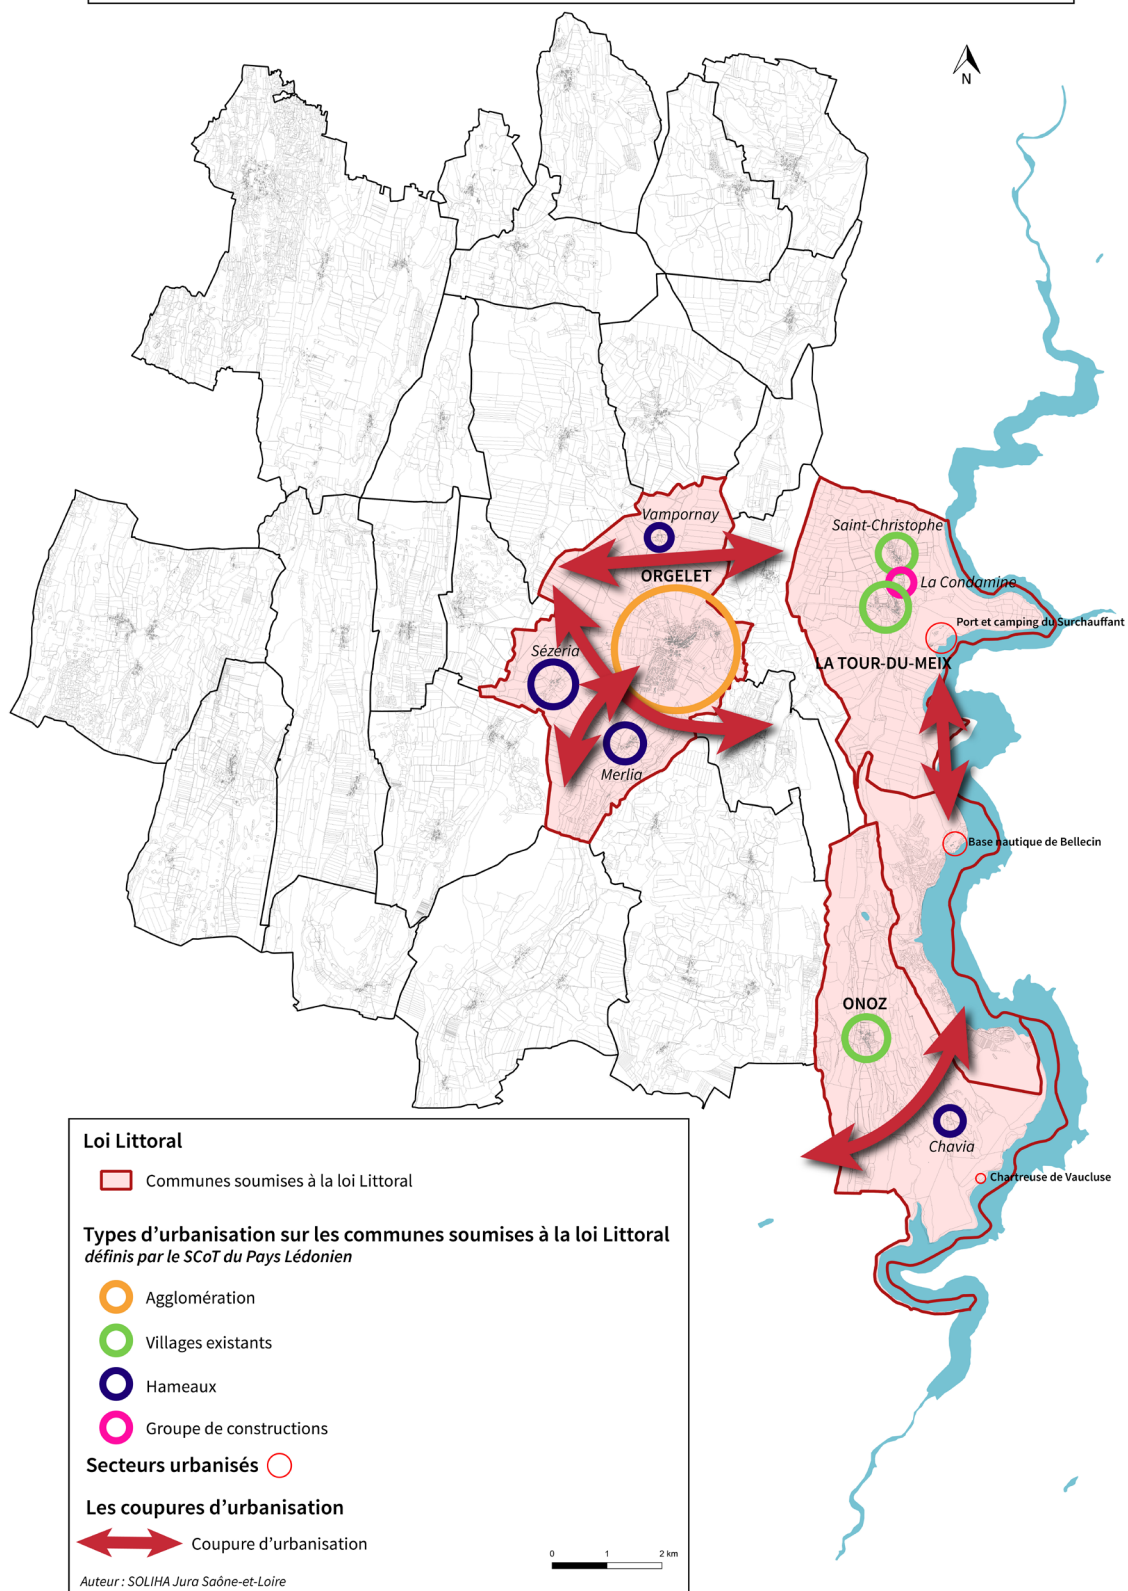 N
Vampornay
Saint-Christophe
ORGELET
La Condamine
Port et camping du Surchauffant
Sézeria
LA TOUR-DU-MEIX
Merlia
Base nautique de Bellecin
ONOZ
Chavia
Chartreuse de Vaucluse
Loi Littoral
Communes soumises à la loi Littoral
Types d’urbanisation sur les communes soumises à la loi Littoral
définis par le SCoT du Pays Lédonien
Agglomération
Villages existants
Hameaux
Groupe de constructions
Secteurs urbanisés
Les coupures d’urbanisation
Coupure d’urbanisation
0 1 2 km
Auteur : SOLIHA Jura Saône-et-Loire